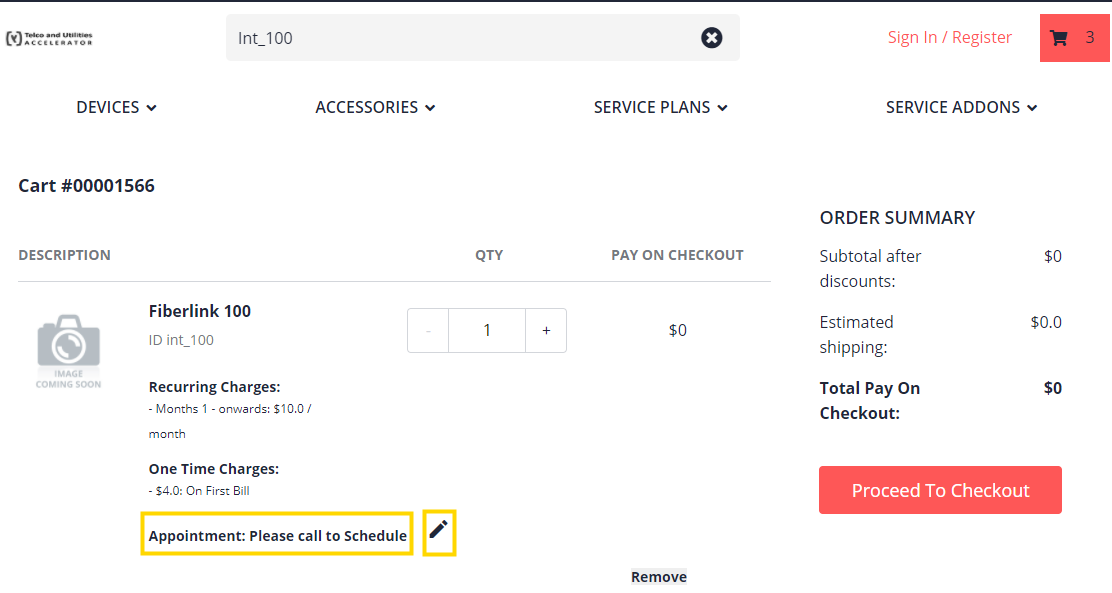 Telco and Utilities
ACCELERATOR
Int_100
Sign In / Register
3
DEVICES
ACCESSORIES
SERVICE PLANS
SERVICE ADDONS
Cart #00001566
DESCRIPTION
QTY
PAY ON CHECKOUT
IMAGE
COMING SOON
Fiberlink 100
ID int_100
-
1
+
$0
Recurring Charges:
- Months 1 - onwards: $10.0 /
month
One Time Charges:
- $4.0: On First Bill
Appointment: Please call to Schedule
Remove
ORDER SUMMARY
Subtotal after
discounts:
$0
Estimated
shipping:
$0.0
Total Pay On
Checkout:
$0
Proceed To Checkout